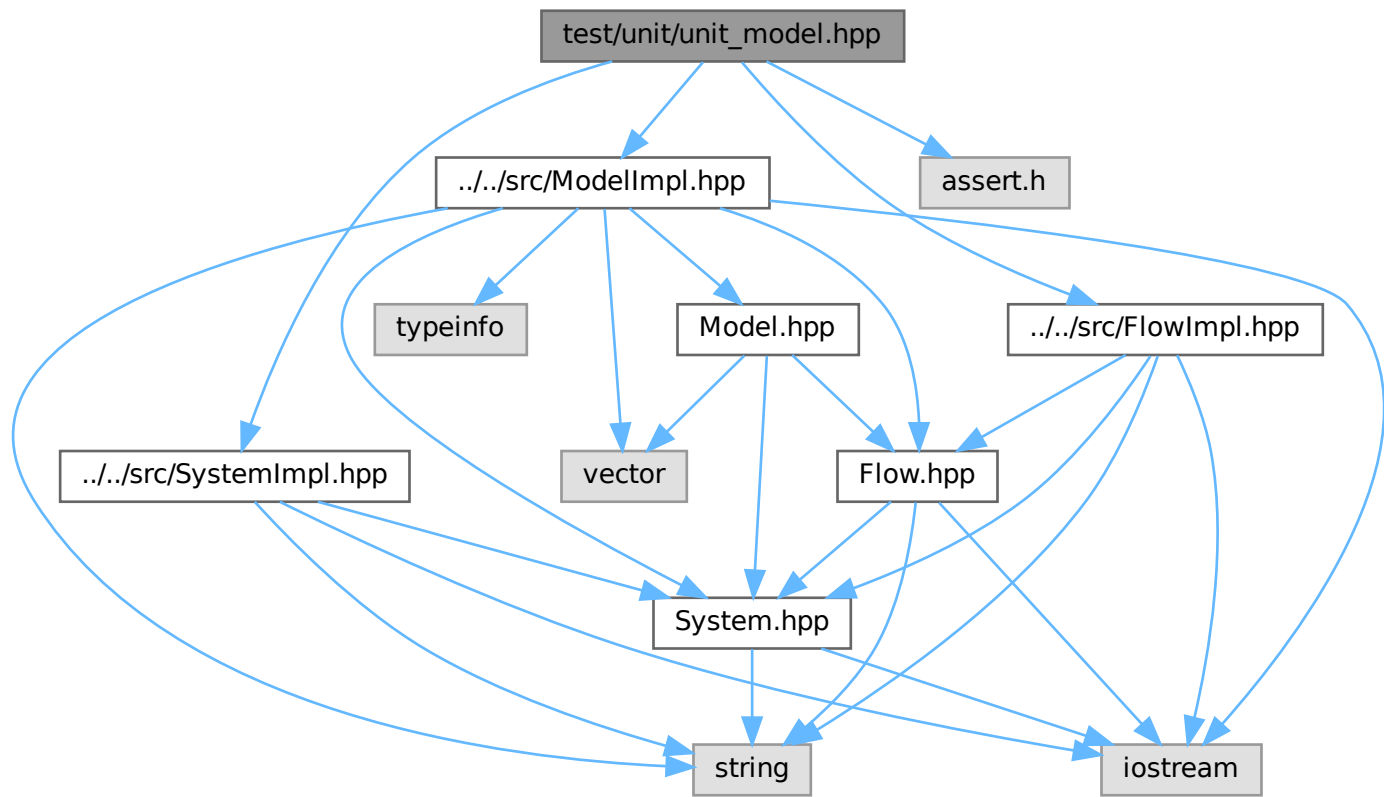 test/unit/unit_model.hpp
../../src/ModelImpl.hpp
assert.h
typeinfo
Model.hpp
../../src/FlowImpl.hpp
../../src/SystemImpl.hpp
vector
Flow.hpp
System.hpp
string
iostream